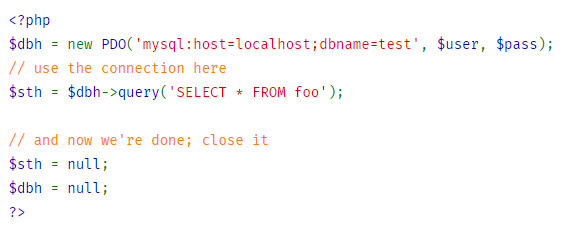 <?php
$dbh = new PDO('mysql:host=localhost;dbname=test', $user, $pass);
// use the connection here
$sth = $dbh->query('SELECT * FROM foo');
// and now we're done; close it
$sth = null;
$dbh = null;
?>